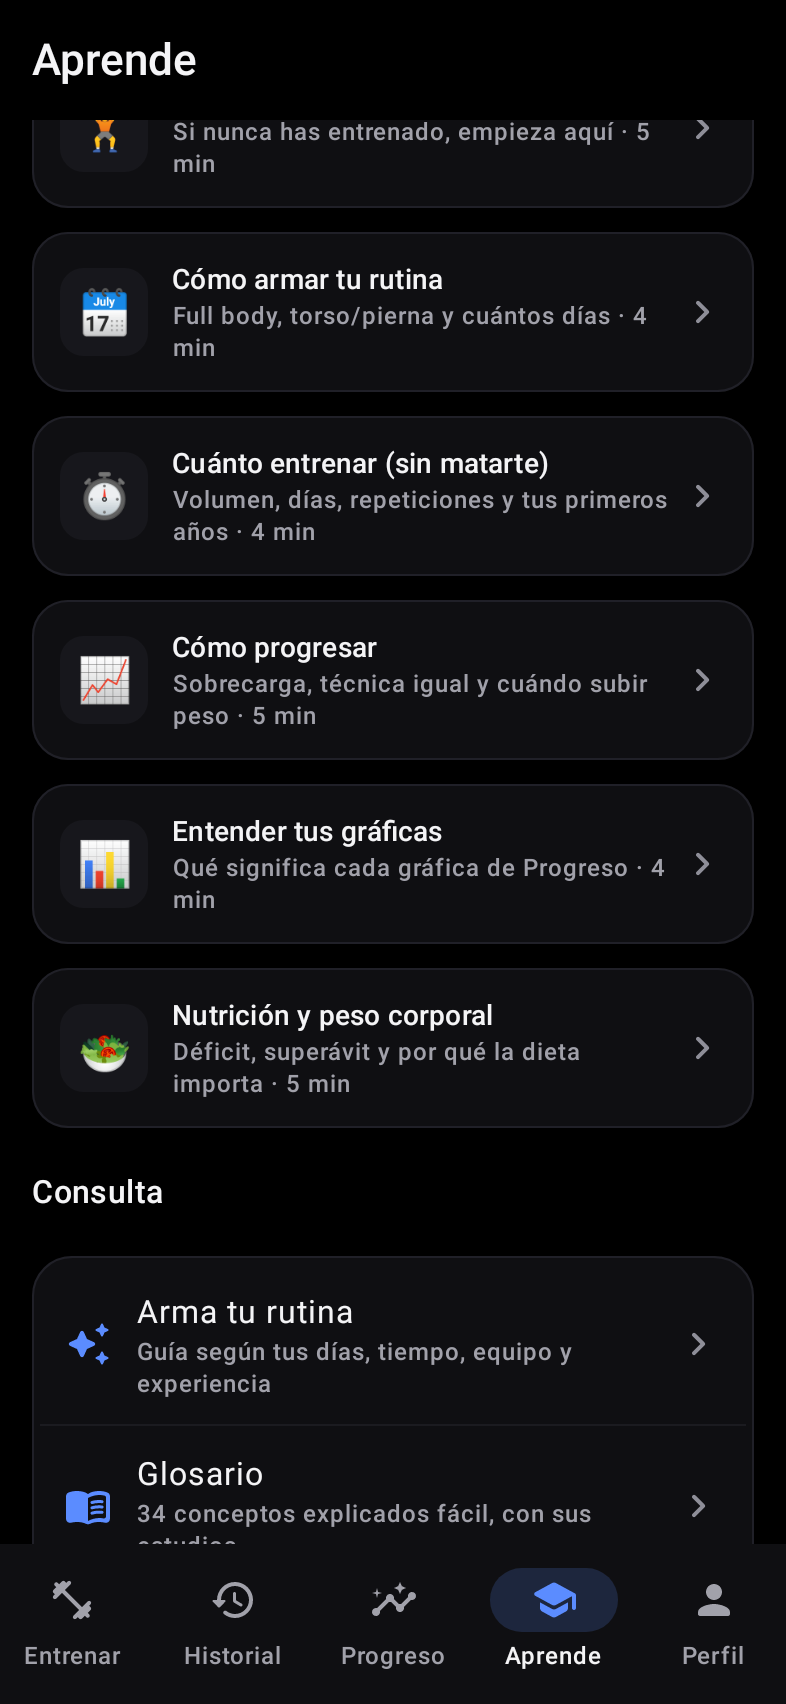 Aprende
Si nunca has entrenado, empieza aquí · 5
min
July
17
Cómo armar tu rutina
Full body, torso/pierna y cuántos días · 4
min
Cuánto entrenar (sin matarte)
Volumen, días, repeticiones y tus primeros
años · 4 min
Cómo progresar
Sobrecarga, técnica igual y cuándo subir
peso · 5 min
Entender tus gráficas
Qué significa cada gráfica de Progreso · 4
min
Nutrición y peso corporal
Déficit, superávit y por qué la dieta
importa · 5 min
Consulta
Arma tu rutina
Guía según tus días, tiempo, equipo y
experiencia
Glosario
34 conceptos explicados fácil, con sus
estudios
Entrenar
Historial
Progreso
Aprende
Perfil